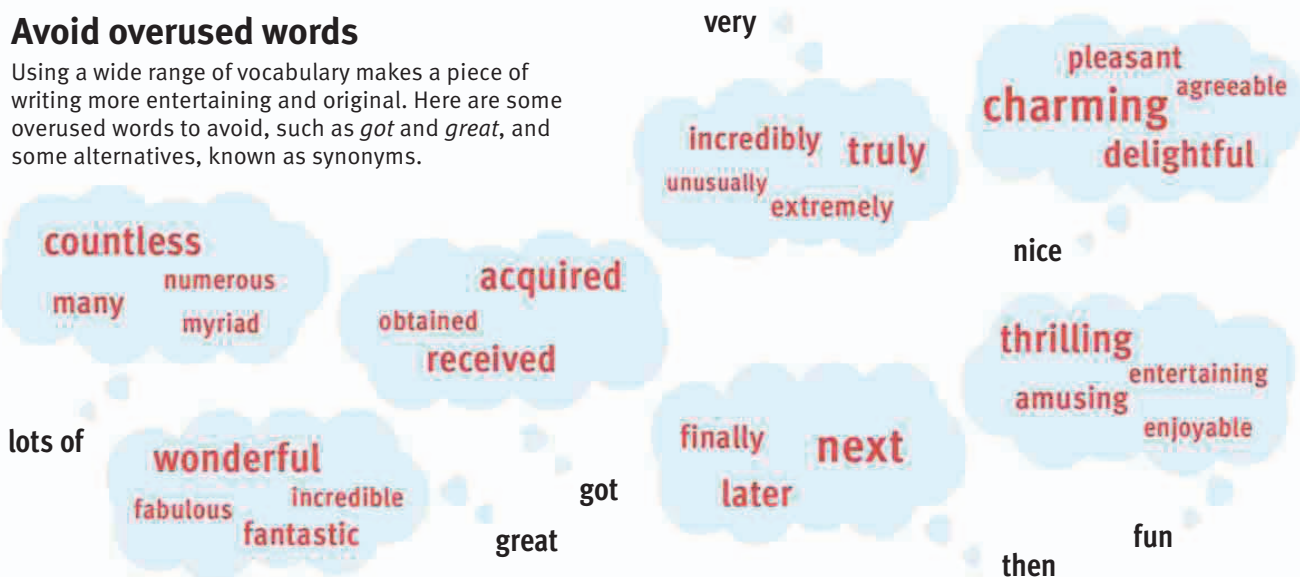 Avoid overused words
Using a wide range of vocabulary makes a piece of
writing more entertaining and original. Here are some
overused words to avoid, such as got and great, and
some alternatives, known as synonyms.
very
incredibly truly
unusually
extremely
pleasant
agreeable
charming
delightful
nice
countless
numerous
many
myriad
lots of
acquired
obtained
received
got
wonderful
incredible
fabulous
fantastic
great
finally next
later
then
thrilling
entertaining
amusing
enjoyable
fun